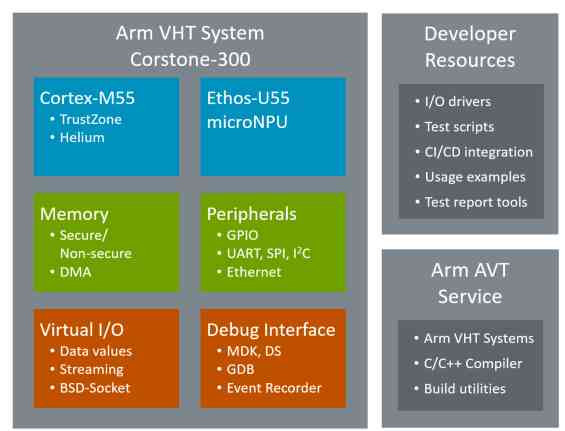 Arm VHT System
Corstone-300
Cortex-M55
• TrustZone
• Helium
Ethos-U55
microNPU
Memory
• Secure/
Non-secure
• DMA
Peripherals
• GPIO
• UART, SPI, I²C
• Ethernet
Virtual I/O
• Data values
• Streaming
• BSD-Socket
Debug Interface
• MDK, DS
• GDB
• Event Recorder
Developer
Resources
• I/O drivers
• Test scripts
• CI/CD integration
• Usage examples
• Test report tools
Arm AVT
Service
• Arm VHT Systems
• C/C++ Compiler
• Build utilities